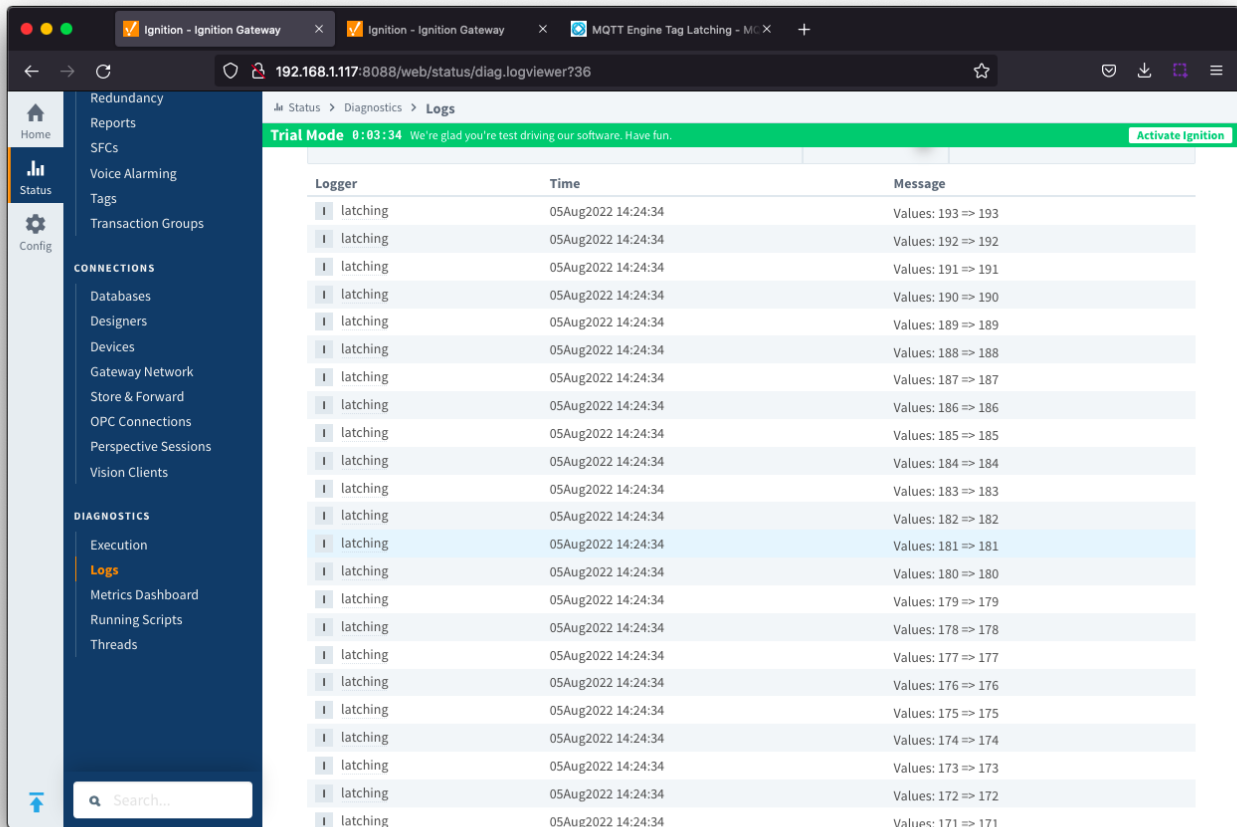 Ignition - Ignition Gateway
Ignition - Ignition Gateway
MQTT Engine Tag Latching - MQ
192.168.1.117:8088/web/status/diag.logviewer?36
Home
Status
Config
Redundancy
Reports
SFCs
Voice Alarming
Tags
Transaction Groups
CONNECTIONS
Databases
Designers
Devices
Gateway Network
Store & Forward
OPC Connections
Perspective Sessions
Vision Clients
DIAGNOSTICS
Execution
Logs
Metrics Dashboard
Running Scripts
Threads
Search...
Status > Diagnostics > Logs
Trial Mode 0:03:34 We're glad you're test driving our software. Have fun. Activate Ignition
Logger Time Message
I latching 05Aug2022 14:24:34 Values: 193 => 193
I latching 05Aug2022 14:24:34 Values: 192 => 192
I latching 05Aug2022 14:24:34 Values: 191 => 191
I latching 05Aug2022 14:24:34 Values: 190 => 190
I latching 05Aug2022 14:24:34 Values: 189 => 189
I latching 05Aug2022 14:24:34 Values: 188 => 188
I latching 05Aug2022 14:24:34 Values: 187 => 187
I latching 05Aug2022 14:24:34 Values: 186 => 186
I latching 05Aug2022 14:24:34 Values: 185 => 185
I latching 05Aug2022 14:24:34 Values: 184 => 184
I latching 05Aug2022 14:24:34 Values: 183 => 183
I latching 05Aug2022 14:24:34 Values: 182 => 182
I latching 05Aug2022 14:24:34 Values: 181 => 181
I latching 05Aug2022 14:24:34 Values: 180 => 180
I latching 05Aug2022 14:24:34 Values: 179 => 179
I latching 05Aug2022 14:24:34 Values: 178 => 178
I latching 05Aug2022 14:24:34 Values: 177 => 177
I latching 05Aug2022 14:24:34 Values: 176 => 176
I latching 05Aug2022 14:24:34 Values: 175 => 175
I latching 05Aug2022 14:24:34 Values: 174 => 174
I latching 05Aug2022 14:24:34 Values: 173 => 173
I latching 05Aug2022 14:24:34 Values: 172 => 172
I latching 05Aug2022 14:24:34 Values: 171 => 171